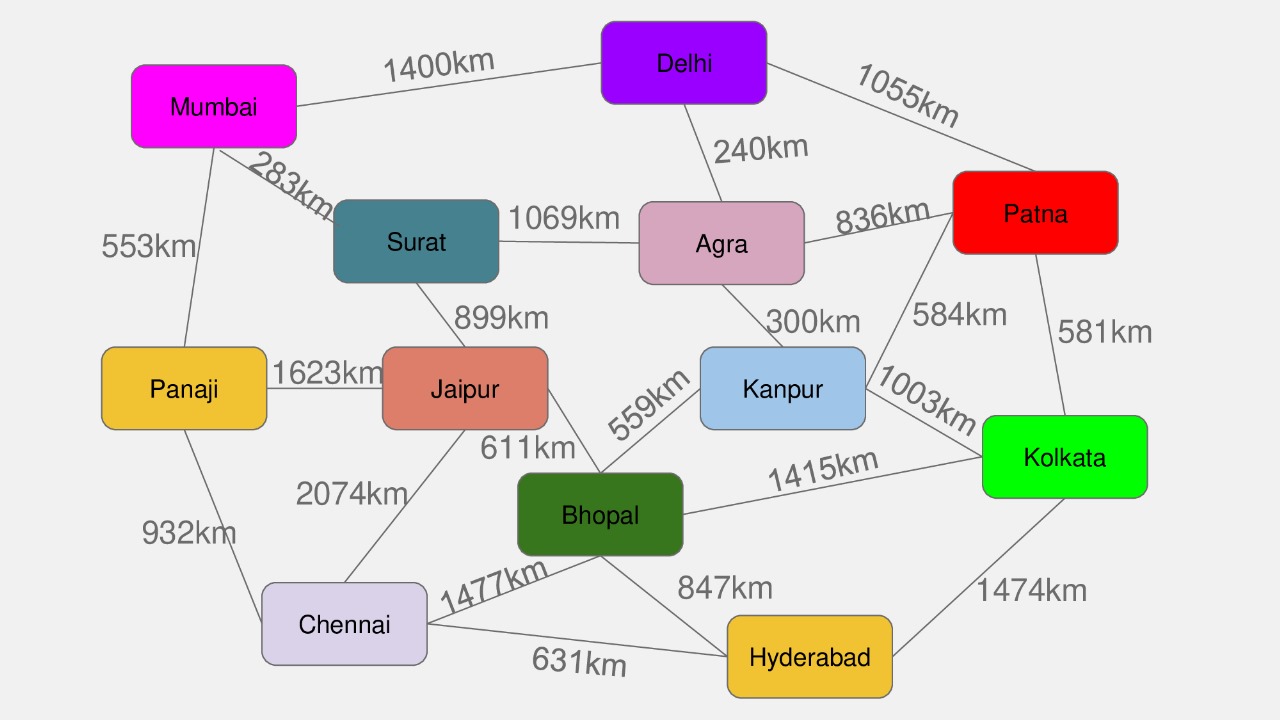 Delhi
1400km
1055km
Mumbai
240km
283km
Patna
1069km
836km
Surat
Agra
553km
899km
300km
584km
581km
1623km
Panaji
Jaipur
Kanpur
559km
1003km
611km
Kolkata
1415km
2074km
Bhopal
932km
1477km
847km
1474km
Chennai
631km
Hyderabad